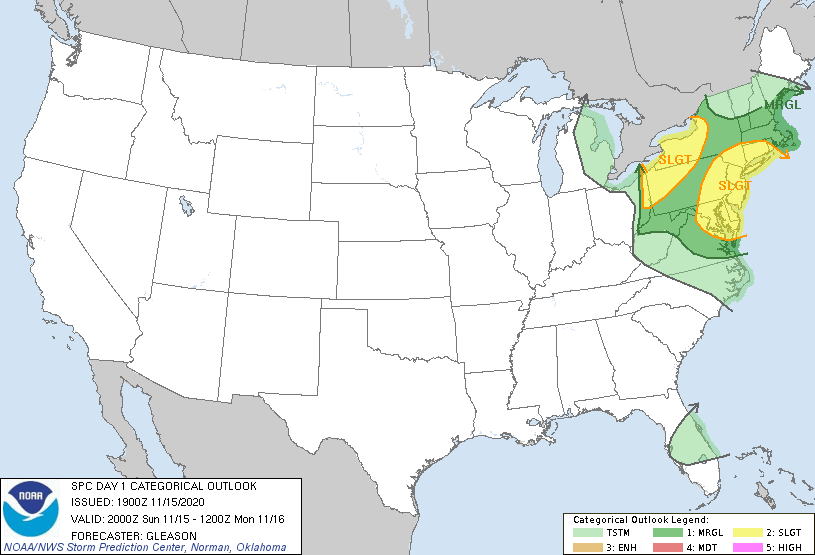 MRGL
SLGT
SLGT
NOAA
SPC DAY 1 CATEGORICAL OUTLOOK
ISSUED: 1900Z 11/15/2020
VALID: 2000Z Sun 11/15 - 1200Z Mon 11/16
FORECASTER: GLEASON
NOAA/NWS Storm Prediction Center, Norman, Oklahoma
Categorical Outlook Legend:
TSTM 1: MRGL 2: SLGT
3: ENH 4: MDT 5: HIGH